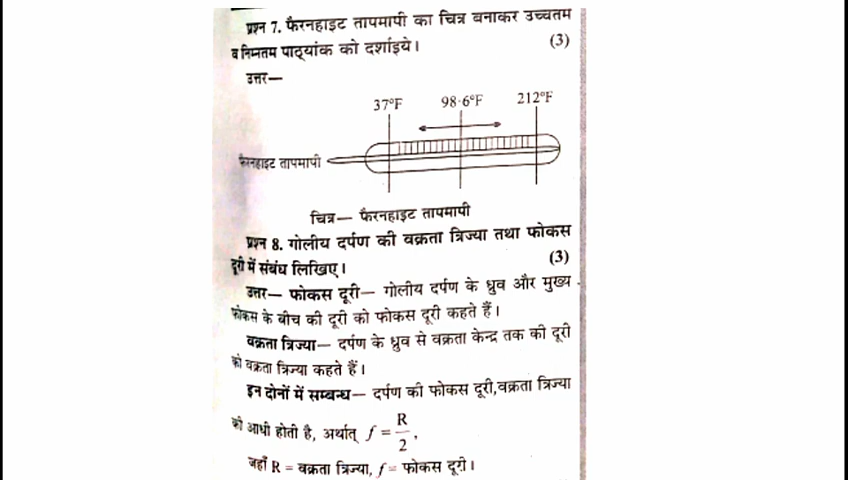 प्रश्न 7. फैरनहाइट तापमापी का चित्र बनाकर उच्चतम
व निम्नतम पाठ्यांक को दर्शाइये। (3)
उत्तर—
37°F 98·6°F 212°F
फैरनहाइट तापमापी
चित्र— फैरनहाइट तापमापी
प्रश्न 8. गोलीय दर्पण की वक्रता त्रिज्या तथा फोकस
दूरी में संबंध लिखिए। (3)
उत्तर— फोकस दूरी— गोलीय दर्पण के ध्रुव और मुख्य
फोकस के बीच की दूरी को फोकस दूरी कहते हैं।
वक्रता त्रिज्या— दर्पण के ध्रुव से वक्रता केन्द्र तक की दूरी
को वक्रता त्रिज्या कहते हैं।
इन दोनों में सम्बन्ध— दर्पण की फोकस दूरी, वक्रता त्रिज्या
की आधी होती है, अर्थात् f = R/2,
जहाँ R = वक्रता त्रिज्या, f = फोकस दूरी।